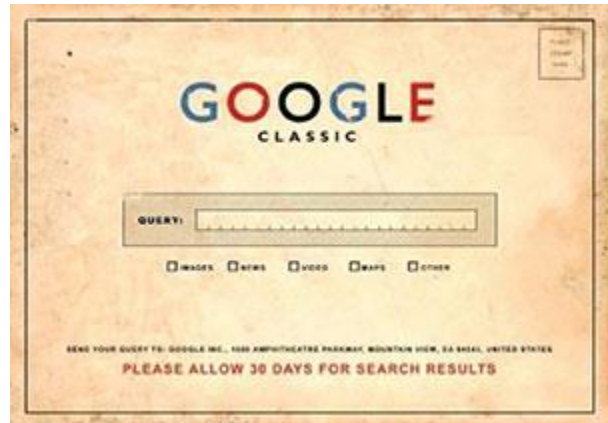 GOOGLE
CLASSIC
QUERY:
IMAGES NEWS VIDEO MAPS OTHER
SEND YOUR QUERY TO: GOOGLE INC., 1600 AMPHITHEATRE PARKWAY, MOUNTAIN VIEW, CA 94043, UNITED STATES
PLEASE ALLOW 30 DAYS FOR SEARCH RESULTS